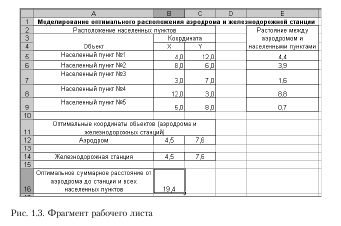 A B C D E
1 Моделирование оптимального расположения аэродрома и железнодорожной станции
2 Расположение населенных пунктов Растояние между аэродромом и населенными пунктами
3 Координата
4 Объект X Y
5 Населенный пункт №1 4,0 12,0 4,4
6 Населенный пункт №2 8,0 6,0 3,9
7 Населенный пункт №3 3,0 7,0 1,6
8 Населенный пункт №4 12,0 3,0 8,8
9 Населенный пункт №5 5,0 8,0 0,7
10
11 Оптимальные координаты объектов (аэродрома и железнодорожных станций)
12 Аэродром 4,5 7,6
13
14 Железнодорожная станция 4,5 7,6
15
16 Оптимальное суммарное расстояние от аэродрома до станции и всех населенных пунктов 19,4
Рис. 1.3. Фрагмент рабочего листа